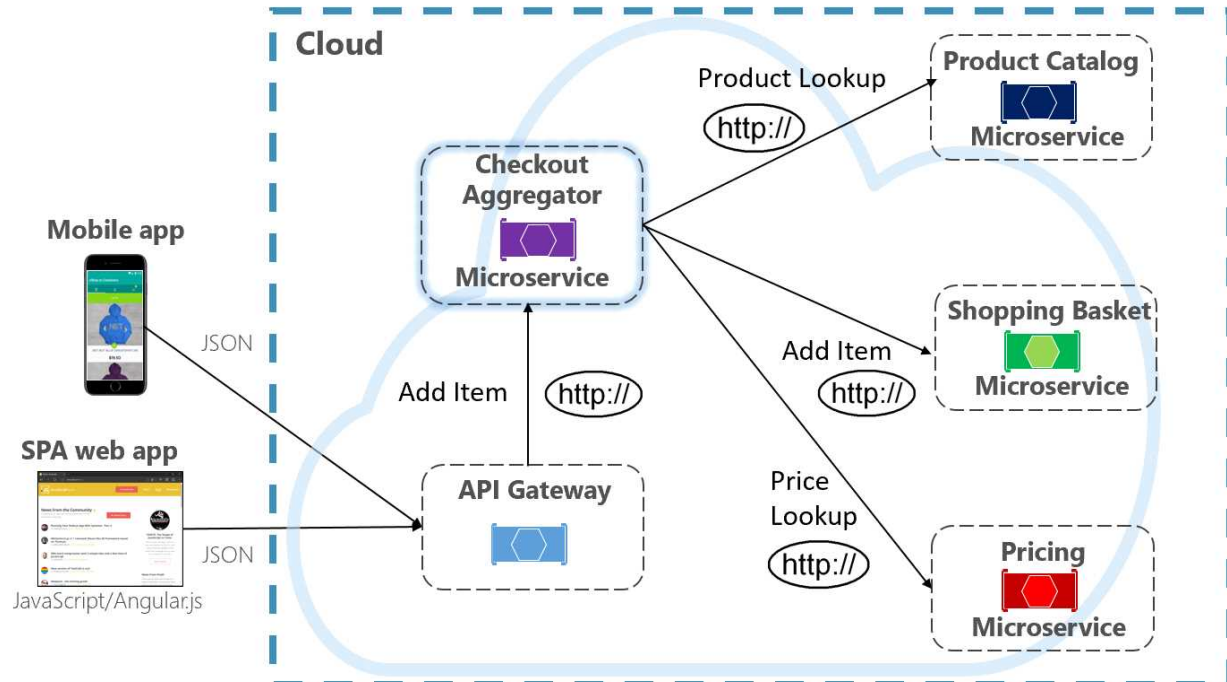 Cloud
Product Catalog
Microservice
Product Lookup
http://
Checkout
Aggregator
Microservice
Mobile app
JSON
Shopping Basket
Microservice
Add Item
http://
Add Item
http://
SPA web app
JSON
JavaScript/Angular.js
API Gateway
Price
Lookup
http://
Pricing
Microservice